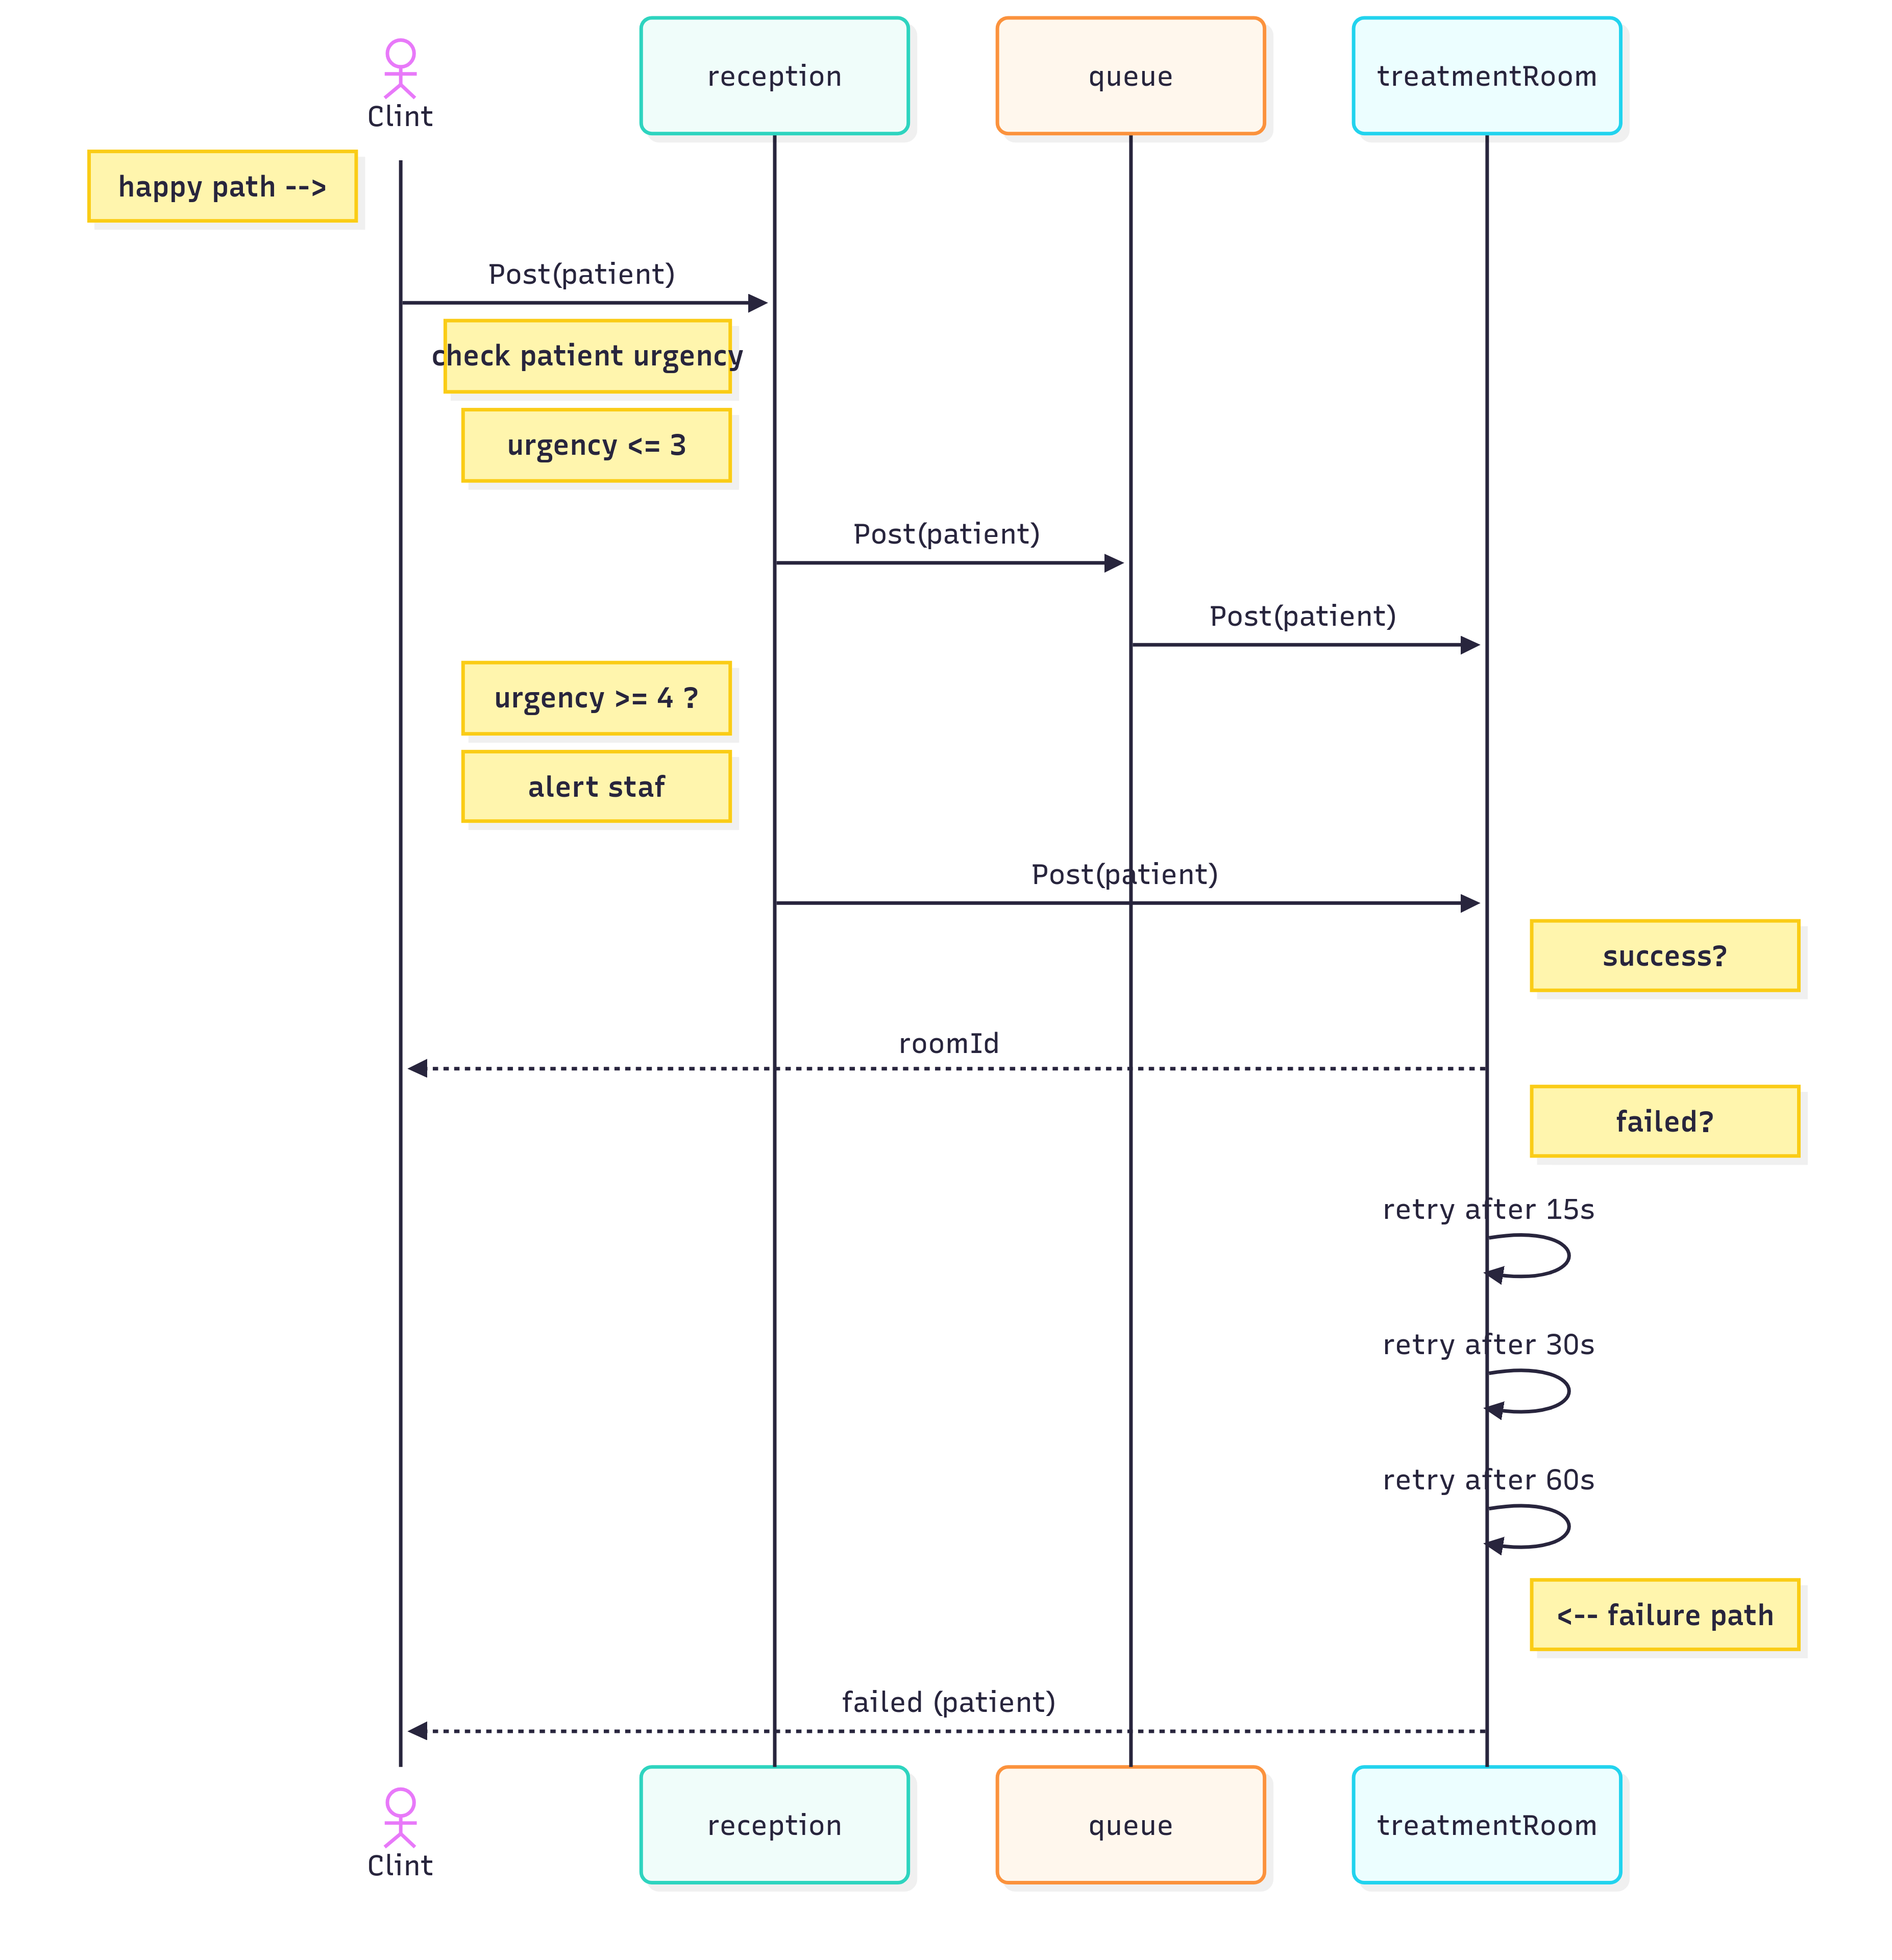 Clint
reception
queue
treatmentRoom
happy path -->
Post(patient)
check patient urgency
urgency <= 3
Post(patient)
Post(patient)
urgency >= 4 ?
alert staf
Post(patient)
success?
roomId
failed?
retry after 15s
retry after 30s
retry after 60s
<-- failure path
failed (patient)
Clint
reception
queue
treatmentRoom